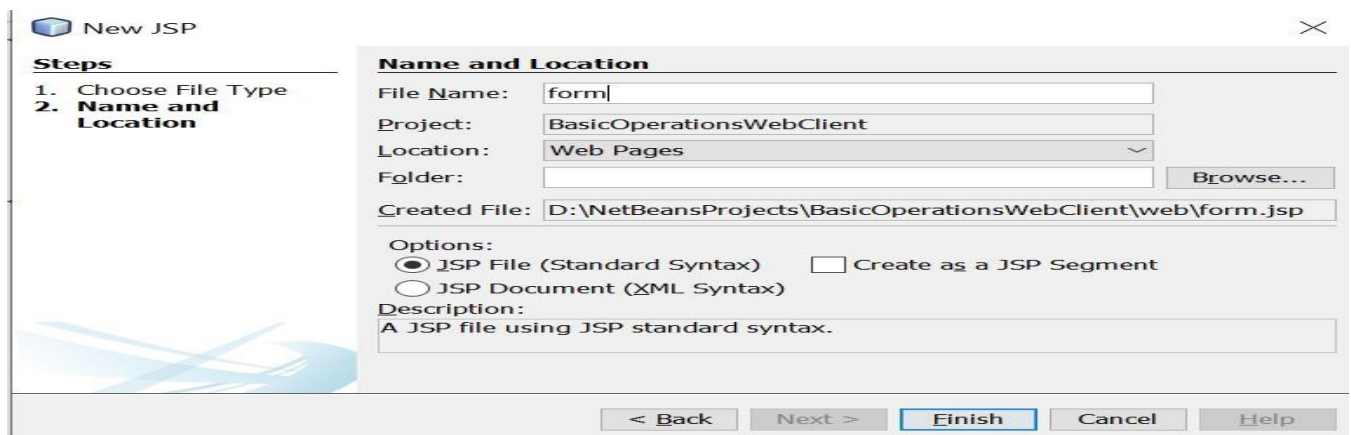 New JSP
Steps
1. Choose File Type
2. Name and
Location
Name and Location
File Name: form
Project: BasicOperationsWebClient
Location: Web Pages
Folder: Browse...
Created File: D:\NetBeansProjects\BasicOperationsWebClient\web\form.jsp
Options:
JSP File (Standard Syntax) Create as a JSP Segment
JSP Document (XML Syntax)
Description:
A JSP file using JSP standard syntax.
< Back Next > Finish Cancel Help